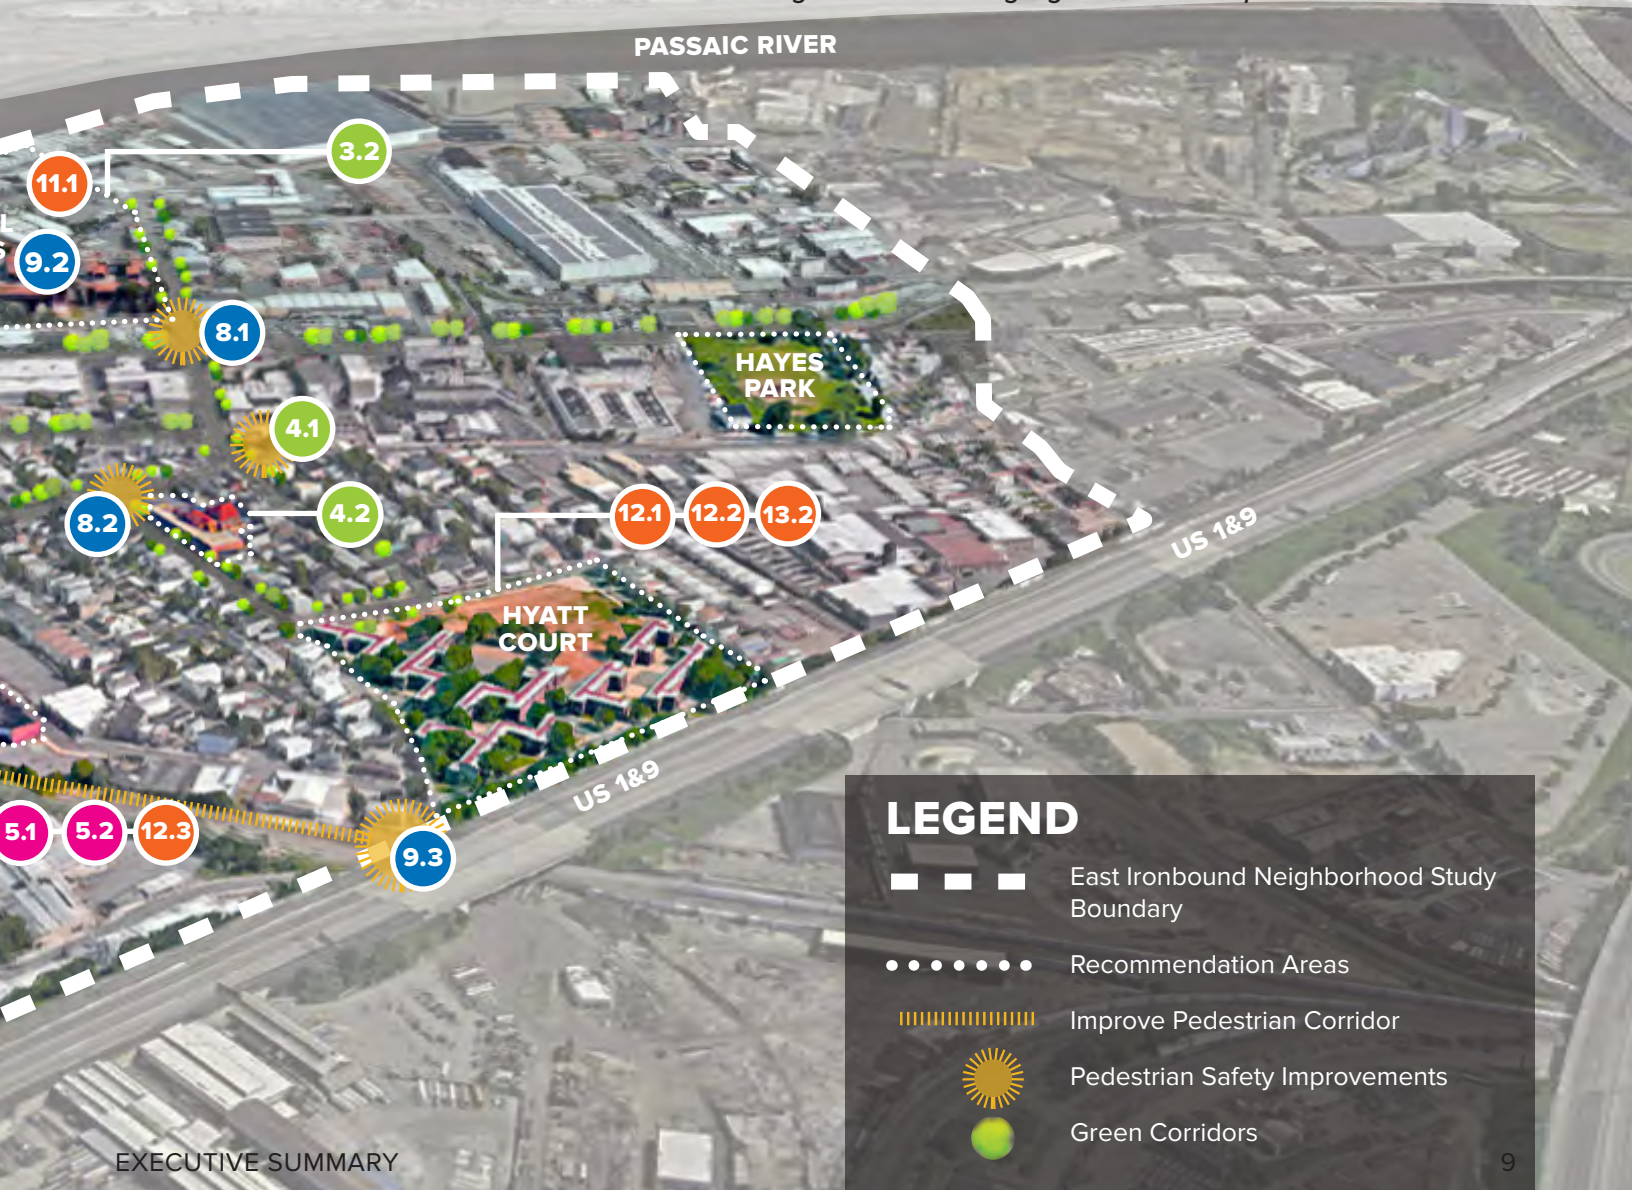 PASSAIC RIVER
3.2
11.1
9.2
8.1
HAYES
PARK
4.1
8.2
4.2
12.1
12.2
13.2
US 1&9
HYATT
COURT
US 1&9
5.1
5.2
12.3
9.3
LEGEND
East Ironbound Neighborhood Study
Boundary
Recommendation Areas
Improve Pedestrian Corridor
Pedestrian Safety Improvements
Green Corridors
EXECUTIVE SUMMARY
9